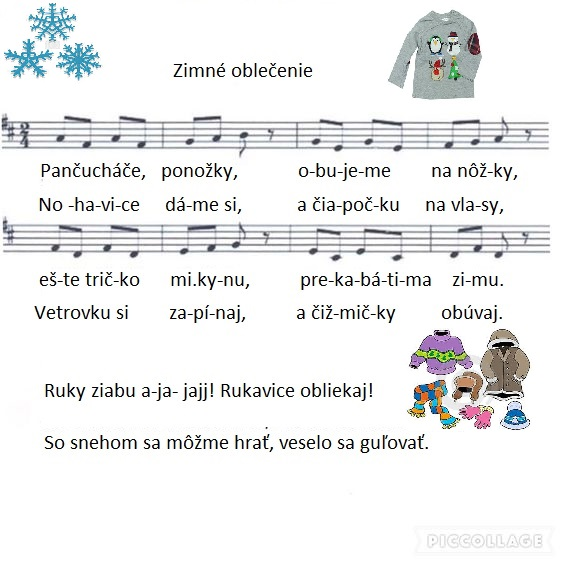 Zimné oblečenie
2
4
Pančucháče, ponožky, o-bu-je-me na nôž-ky,
No -ha-vi-ce dá-me si, a čia-poč-ku na vla-sy,
eš-te trič-ko mi.ky-nu, pre-ka-bá-ti-ma zi-mu.
Vetrovku si za-pí-naj, a čiž-mič-ky obúvaj.
Ruky ziabu a-ja- jajj! Rukavice obliekaj!
So snehom sa môžme hrať, veselo sa guľovať.
PICCOLLAGE